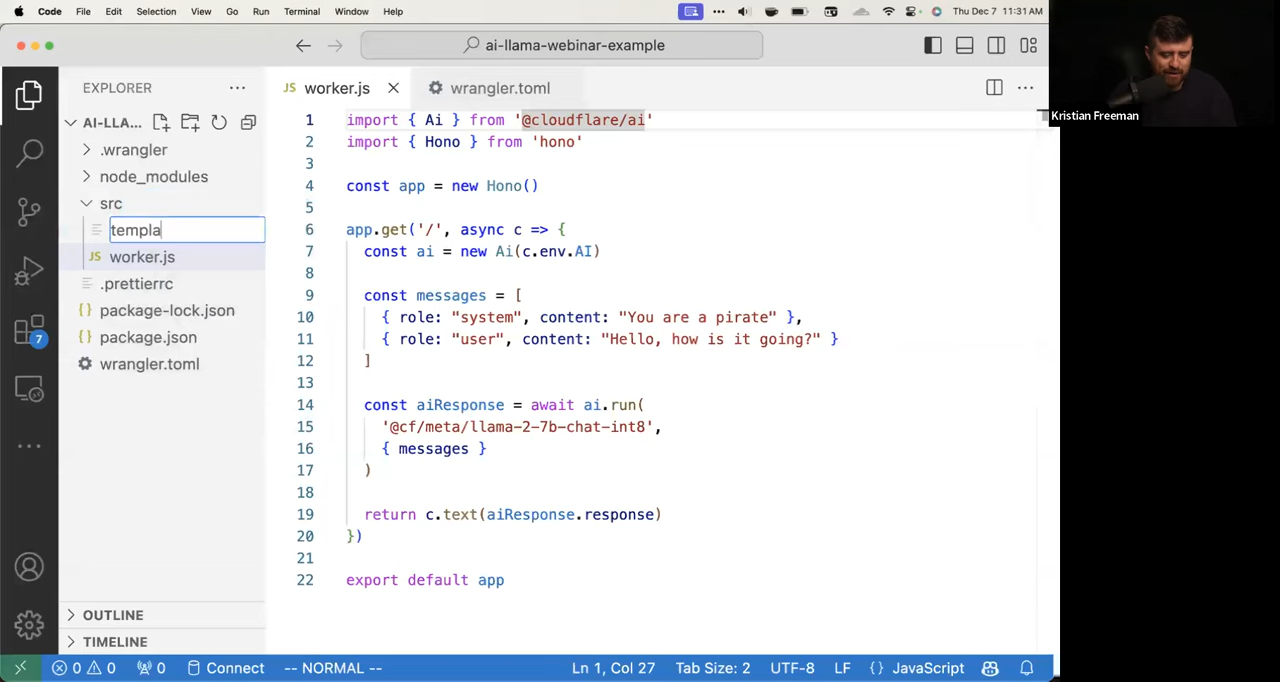 Code File Edit Selection View Go Run Terminal Window Help Thu Dec 7 11:31 AM
ai-llama-webinar-example
Kristian Freeman
EXPLORER
AI-LLA...
.wrangler
node_modules
src
templa
JS worker.js
.prettierrc
{} package-lock.json
{} package.json
wrangler.toml
OUTLINE
TIMELINE
7
JS worker.js
wrangler.toml
1 import { Ai } from '@cloudflare/ai'
2 import { Hono } from 'hono'
3
4 const app = new Hono()
5
6 app.get('/', async c => {
7 const ai = new Ai(c.env.AI)
8
9 const messages = [
10 { role: "system", content: "You are a pirate" },
11 { role: "user", content: "Hello, how is it going?" }
12 ]
13
14 const aiResponse = await ai.run(
15 '@cf/meta/llama-2-7b-chat-int8',
16 { messages }
17 )
18
19 return c.text(aiResponse.response)
20 })
21
22 export default app
0 0 0 Connect -- NORMAL -- Ln 1, Col 27 Tab Size: 2 UTF-8 LF {} JavaScript